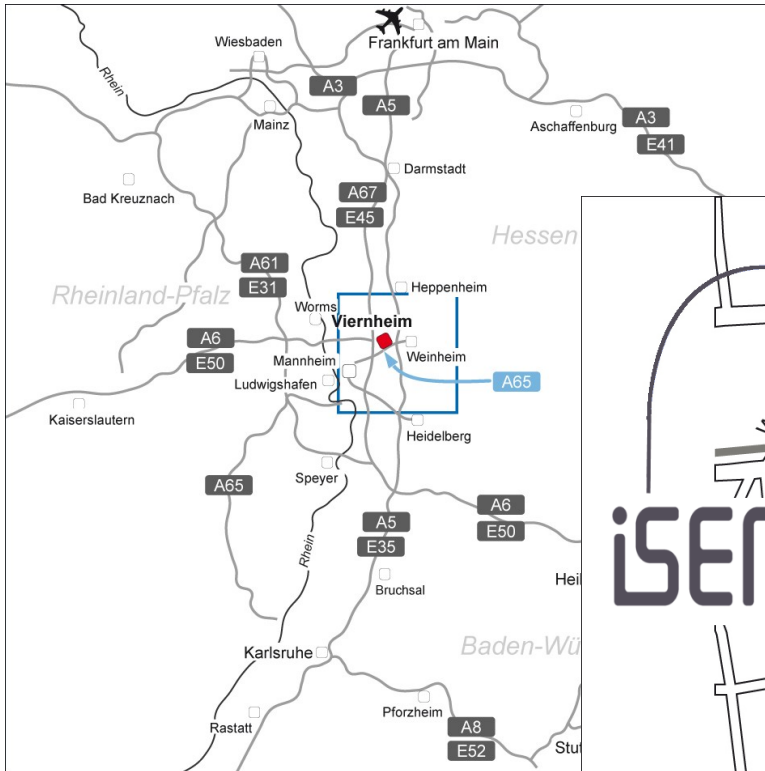 Wiesbaden
Frankfurt am Main
Rhein
A3
A5
Mainz
Aschaffenburg
A3
E41
Darmstadt
Bad Kreuznach
A67
E45
Hessen
A61
E31
Heppenheim
Rheinland-Pfalz
Worms
Viernheim
A6
E50
Weinheim
Mannheim
Ludwigshafen
A65
Kaiserslautern
Heidelberg
Speyer
A65
A6
E50
A5
E35
Rhein
Bruchsal
Karlsruhe
Pforzheim
Rastatt
A8
E52